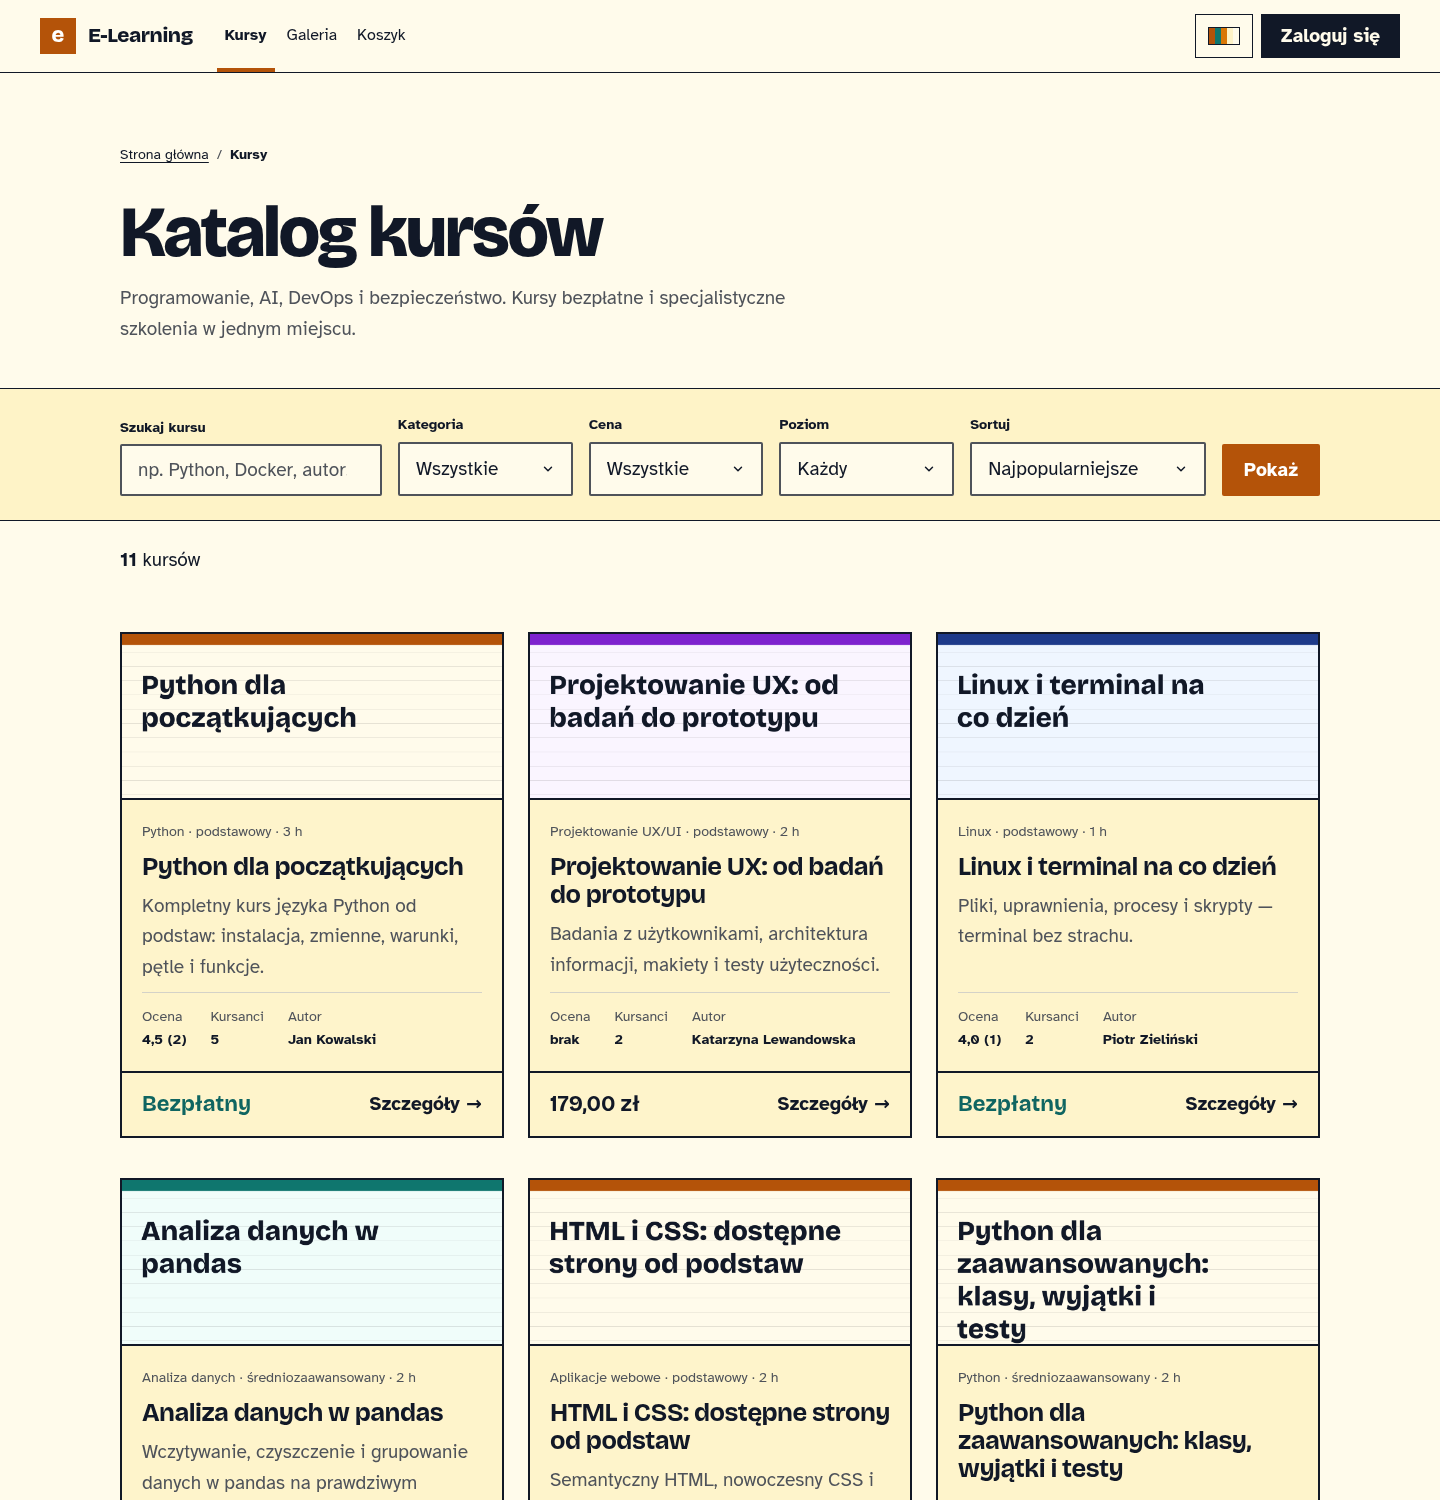 e E-Learning Kursy Galeria Koszyk Zaloguj się
Strona główna / Kursy
Katalog kursów
Programowanie, AI, DevOps i bezpieczeństwo. Kursy bezpłatne i specjalistyczne
szkolenia w jednym miejscu.
Szukaj kursu Kategoria Cena Poziom Sortuj
np. Python, Docker, autor Wszystkie Wszystkie Każdy Najpopularniejsze Pokaż
11 kursów
Python dla
początkujących
Python · podstawowy · 3 h
Python dla początkujących
Kompletny kurs języka Python od
podstaw: instalacja, zmienne, warunki,
pętle i funkcje.
Ocena Kursanci Autor
4,5 (2) 5 Jan Kowalski
Bezpłatny Szczegóły →
Projektowanie UX: od
badań do prototypu
Projektowanie UX/UI · podstawowy · 2 h
Projektowanie UX: od badań
do prototypu
Badania z użytkownikami, architektura
informacji, makiety i testy użyteczności.
Ocena Kursanci Autor
brak 2 Katarzyna Lewandowska
179,00 zł Szczegóły →
Linux i terminal na
co dzień
Linux · podstawowy · 1 h
Linux i terminal na co dzień
Pliki, uprawnienia, procesy i skrypty —
terminal bez strachu.
Ocena Kursanci Autor
4,0 (1) 2 Piotr Zieliński
Bezpłatny Szczegóły →
Analiza danych w
pandas
Analiza danych · średniozaawansowany · 2 h
Analiza danych w pandas
Wczytywanie, czyszczenie i grupowanie
danych w pandas na prawdziwym
HTML i CSS: dostępne
strony od podstaw
Aplikacje webowe · podstawowy · 2 h
HTML i CSS: dostępne strony
od podstaw
Semantyczny HTML, nowoczesny CSS i
Python dla
zaawansowanych:
klasy, wyjątki i
testy
Python · średniozaawansowany · 2 h
Python dla
zaawansowanych: klasy,
wyjątki i testy